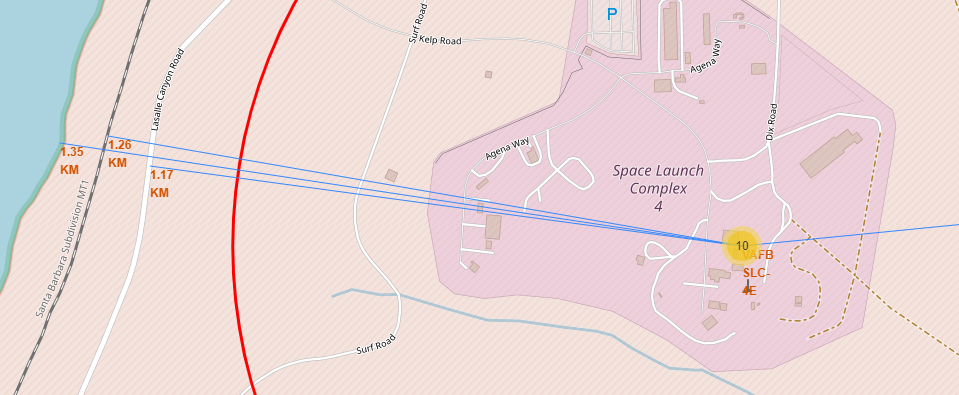 P
Surf Road
Kelp Road
Agena Way
Lasalle Canyon Road
Dix Road
1.26
KM
1.35
KM
Agena Way
1.17
KM
Space Launch
Complex
4
Santa Barbara Subdivision MT1
10
VAFB
SLC-
4E
Surf Road